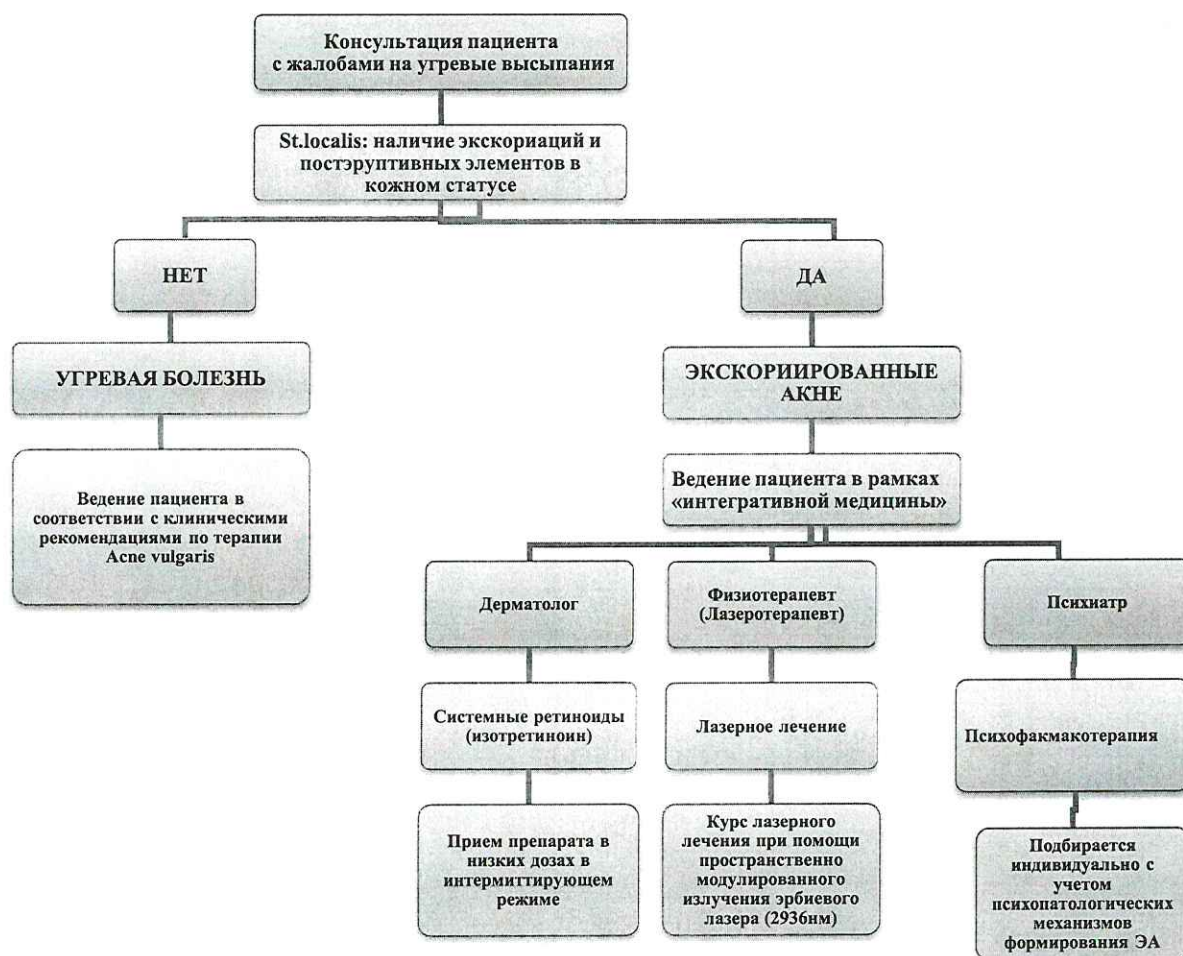 Консультация пациента
с жалобами на угревые высыпания
St.localis: наличие экскориаций и
постэруптивных элементов в
кожном статусе
НЕТ
ДА
УГРЕВАЯ БОЛЕЗНЬ
ЭКСКОРИИРОВАННЫЕ
АКНЕ
Ведение пациента в
соответствии с клиническими
рекомендациями по терапии
Acne vulgaris
Ведение пациента в рамках
«интегративной медицины»
Дерматолог
Физиотерапевт
(Лазеротерапевт)
Психиатр
Системные ретиноиды
(изотретиноин)
Лазерное лечение
Психофакмакотерапия
Прием препарата в
низких дозах в
интермиттирующем
режиме
Курс лазерного
лечения при помощи
пространственно
модулированного
излучения эрбиевого
лазера (2936нм)
Подбирается
индивидуально с
учетом
психопатологических
механизмов
формирования ЭА